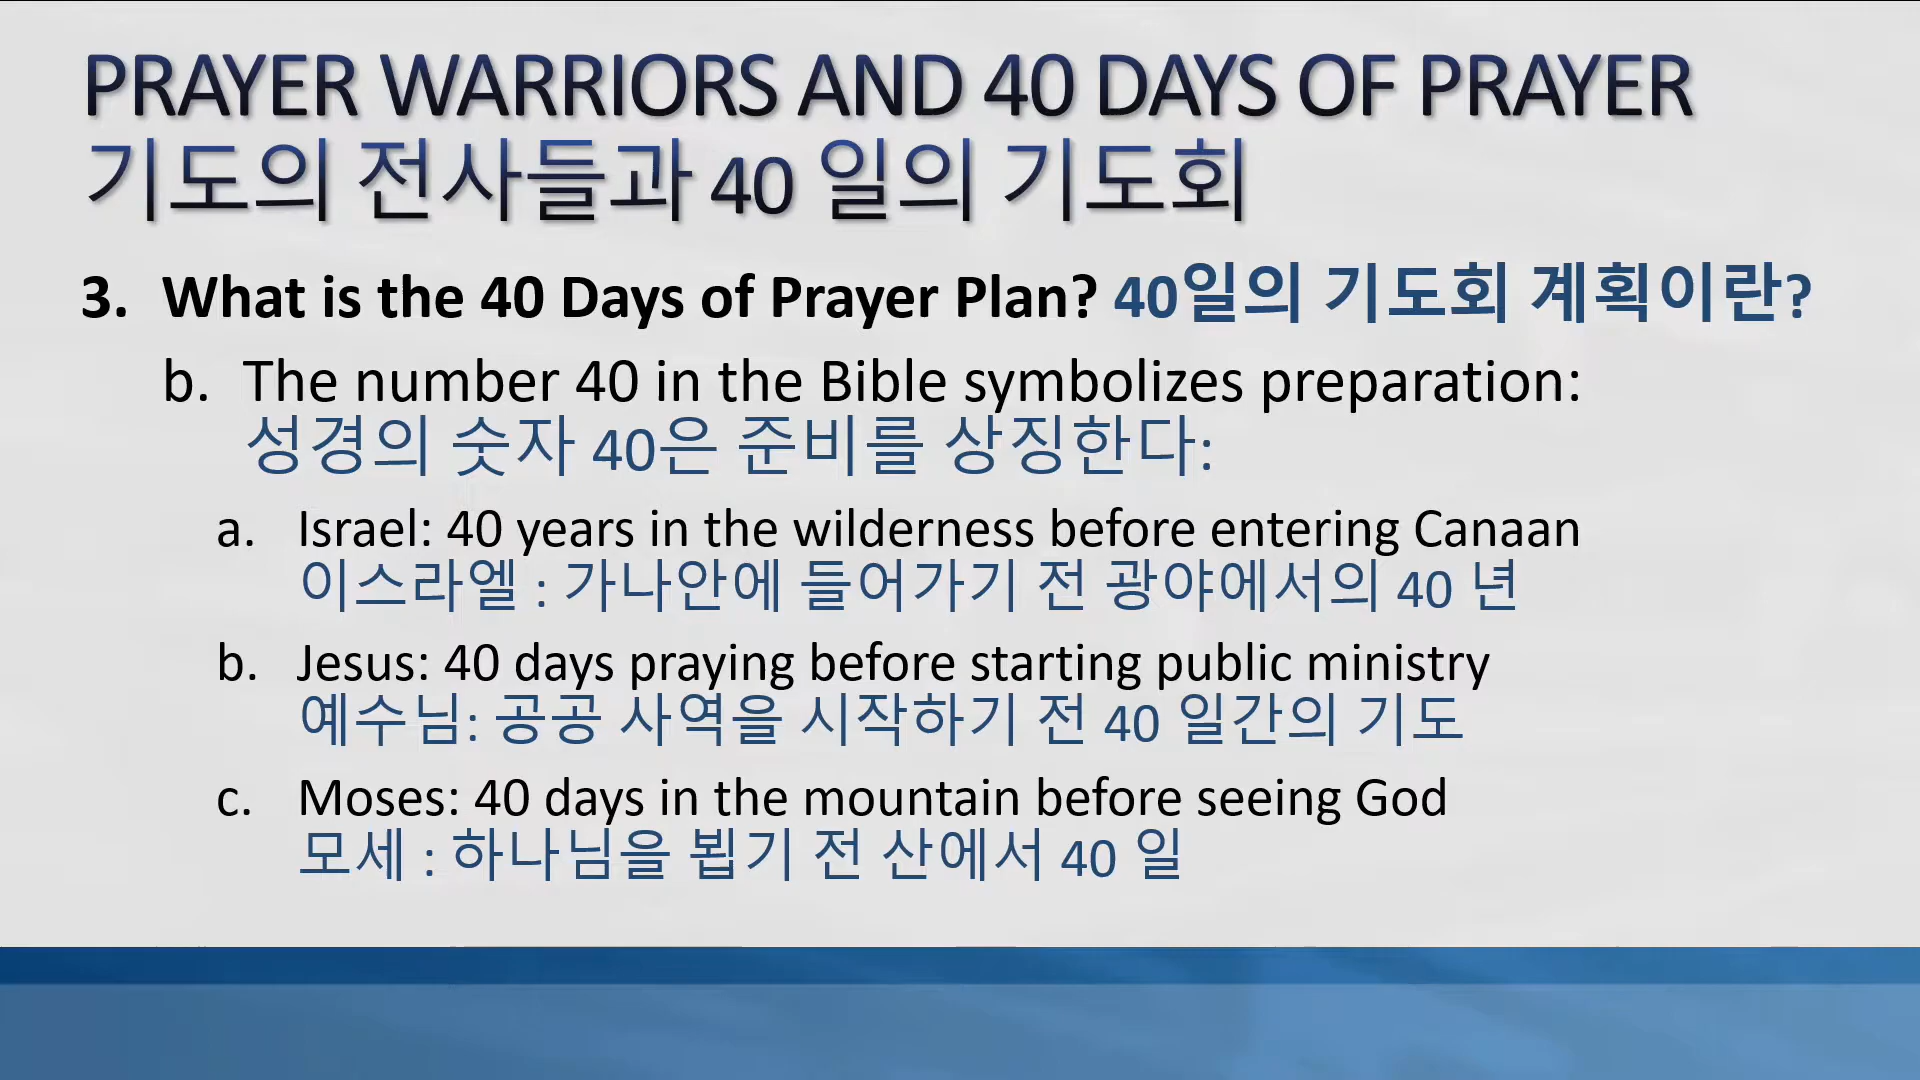 PRAYER WARRIORS AND 40 DAYS OF PRAYER
기도의 전사들과 40 일의 기도회
3. What is the 40 Days of Prayer Plan? 40일의 기도회 계획이란?
b. The number 40 in the Bible symbolizes preparation:
성경의 숫자 40은 준비를 상징한다:
a. Israel: 40 years in the wilderness before entering Canaan
이스라엘 : 가나안에 들어가기 전 광야에서의 40 년
b. Jesus: 40 days praying before starting public ministry
예수님: 공공 사역을 시작하기 전 40 일간의 기도
c. Moses: 40 days in the mountain before seeing God
모세 : 하나님을 뵙기 전 산에서 40 일